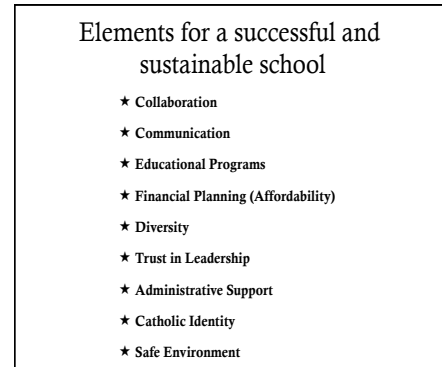 Elements for a successful and
sustainable school
★ Collaboration
★ Communication
★ Educational Programs
★ Financial Planning (Affordability)
★ Diversity
★ Trust in Leadership
★ Administrative Support
★ Catholic Identity
★ Safe Environment